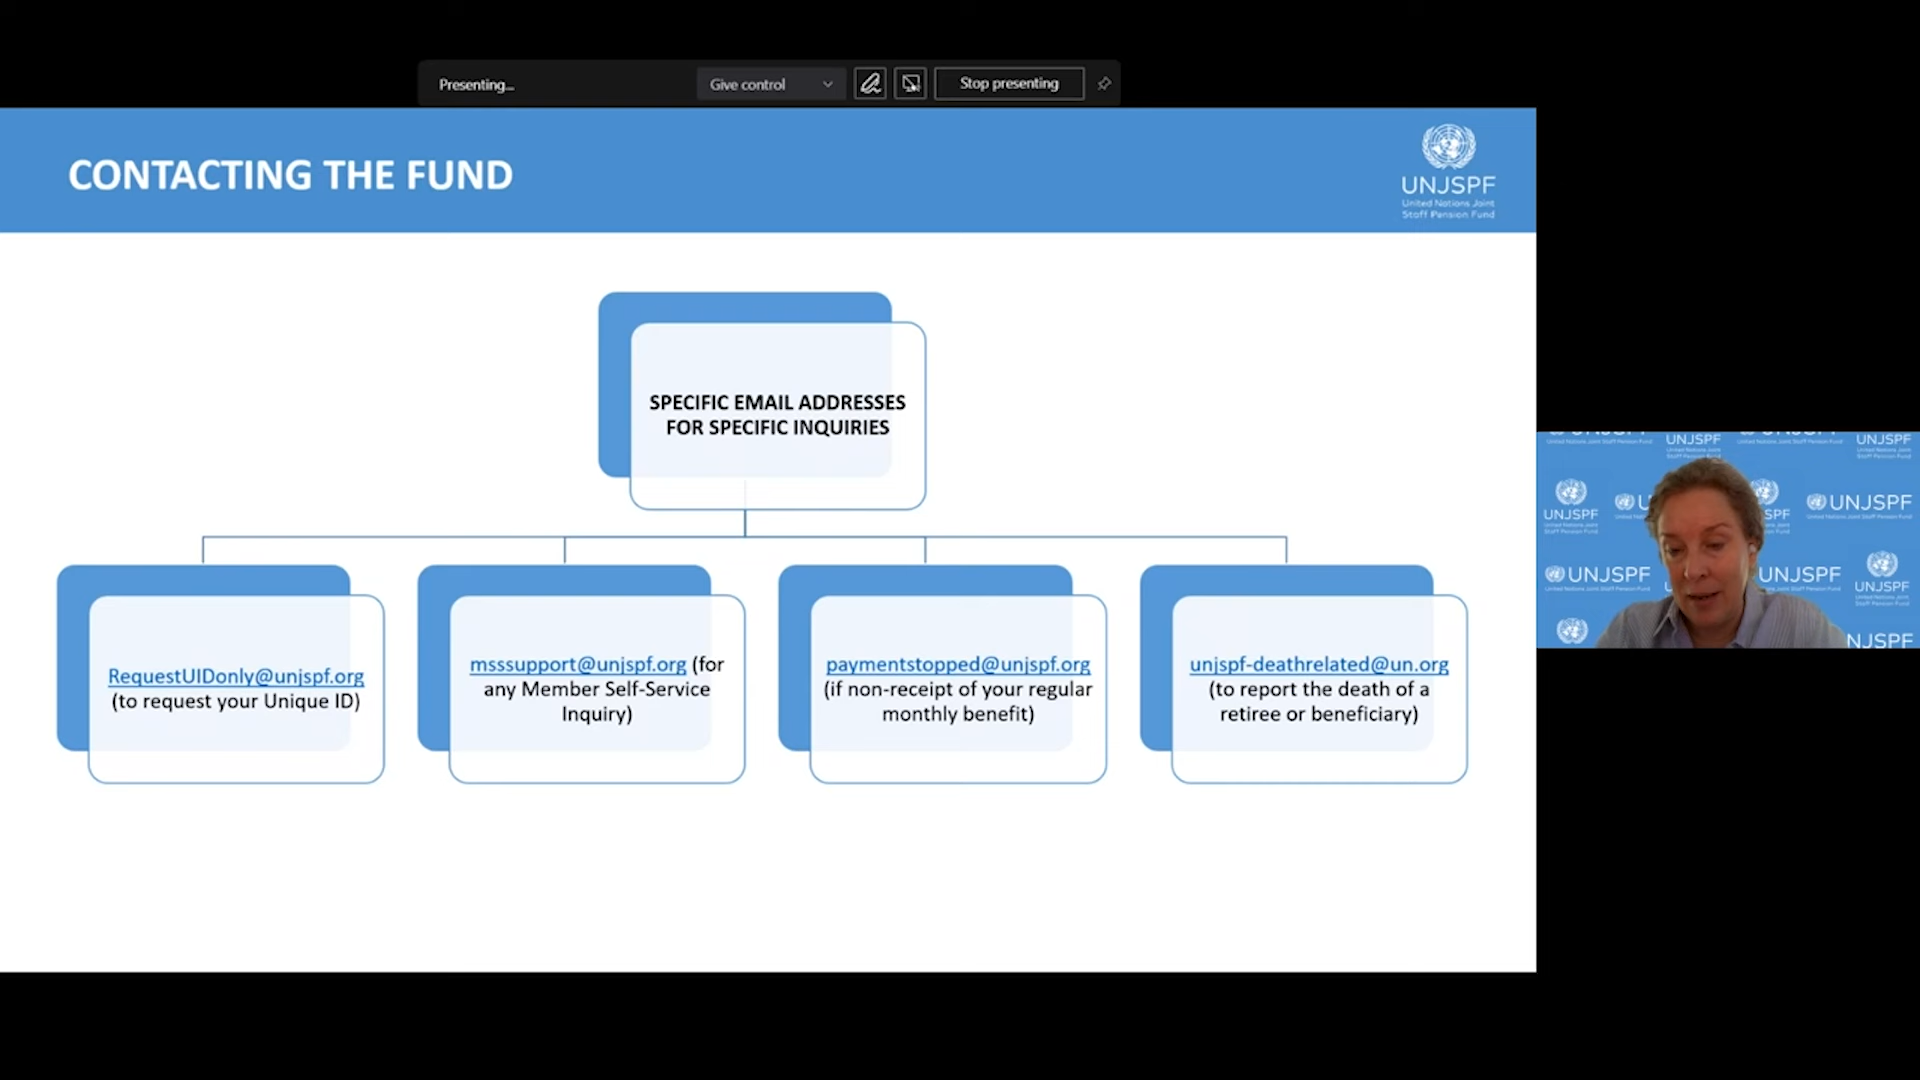 Presenting...
Give control
Stop presenting
CONTACTING THE FUND
UNJSPF
United Nations Joint
Staff Pension Fund
SPECIFIC EMAIL ADDRESSES
FOR SPECIFIC INQUIRIES
RequestUIDonly@unjspf.org
(to request your Unique ID)
msssupport@unjspf.org (for
any Member Self-Service
Inquiry)
paymentstopped@unjspf.org
(if non-receipt of your regular
monthly benefit)
unjspf-deathrelated@un.org
(to report the death of a
retiree or beneficiary)
UNJSPF
UNJSPF
UNJSPF
UNJSPF
UNJSPF
UNJSPF
UNJSPF